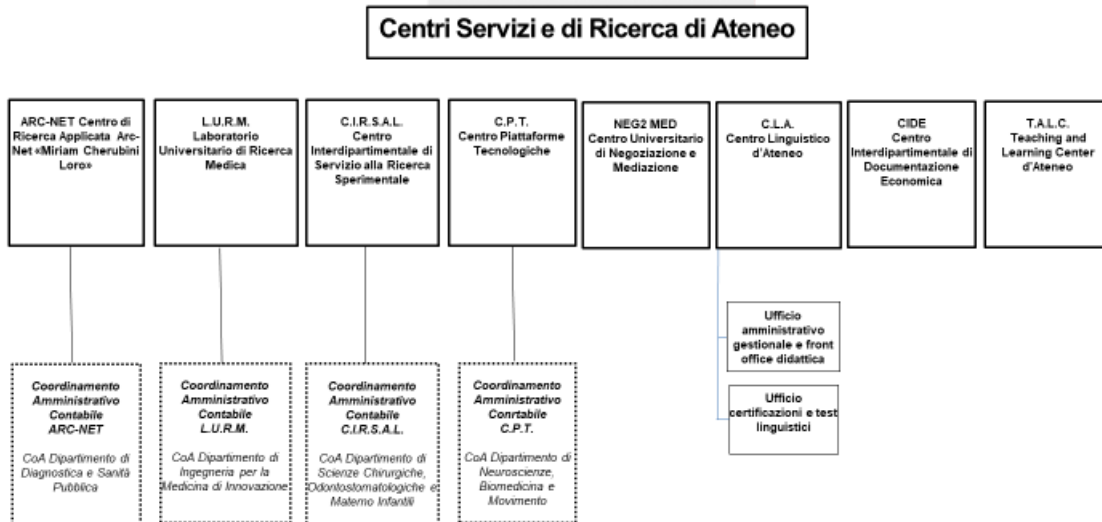 Centri Servizi e di Ricerca di Ateneo
ARC-NET Centro di
Ricerca Applicata Arc-
Net «Miriam Cherubini
Loro»
L.U.R.M.
Laboratorio
Universitario di Ricerca
Medica
C.I.R.S.A.L.
Centro
Interdipartimentale di
Servizio alla Ricerca
Sperimentale
C.P.T.
Centro Piattaforme
Tecnologiche
NEG2 MED
Centro Universitario
di Negoziazione e
Mediazione
C.L.A.
Centro Linguistico
d'Ateneo
CIDE
Centro
Interdipartimentale di
Documentazione
Economica
T.A.L.C.
Teaching and
Learning Center
d'Ateneo
Ufficio
amministrativo
gestionale e front
office didattica
Ufficio
certificazioni e test
linguistici
Coordinamento
Amministrativo
Contabile
ARC-NET
CoA Dipartimento di
Diagnostica e Sanità
Pubblica
Coordinamento
Amministrativo
Contabile
L.U.R.M.
CoA Dipartimento di
Ingegneria per la
Medicina di Innovazione
Coordinamento
Amministrativo
Contabile
C.I.R.S.A.L.
CoA Dipartimento di
Scienze Chirurgiche,
Odontostomatologiche e
Materno Infantili
Coordinamento
Amministrativo
Conrtabile
C.P.T.
CoA Dipartimento di
Neuroscienze,
Biomedicina e
Movimento